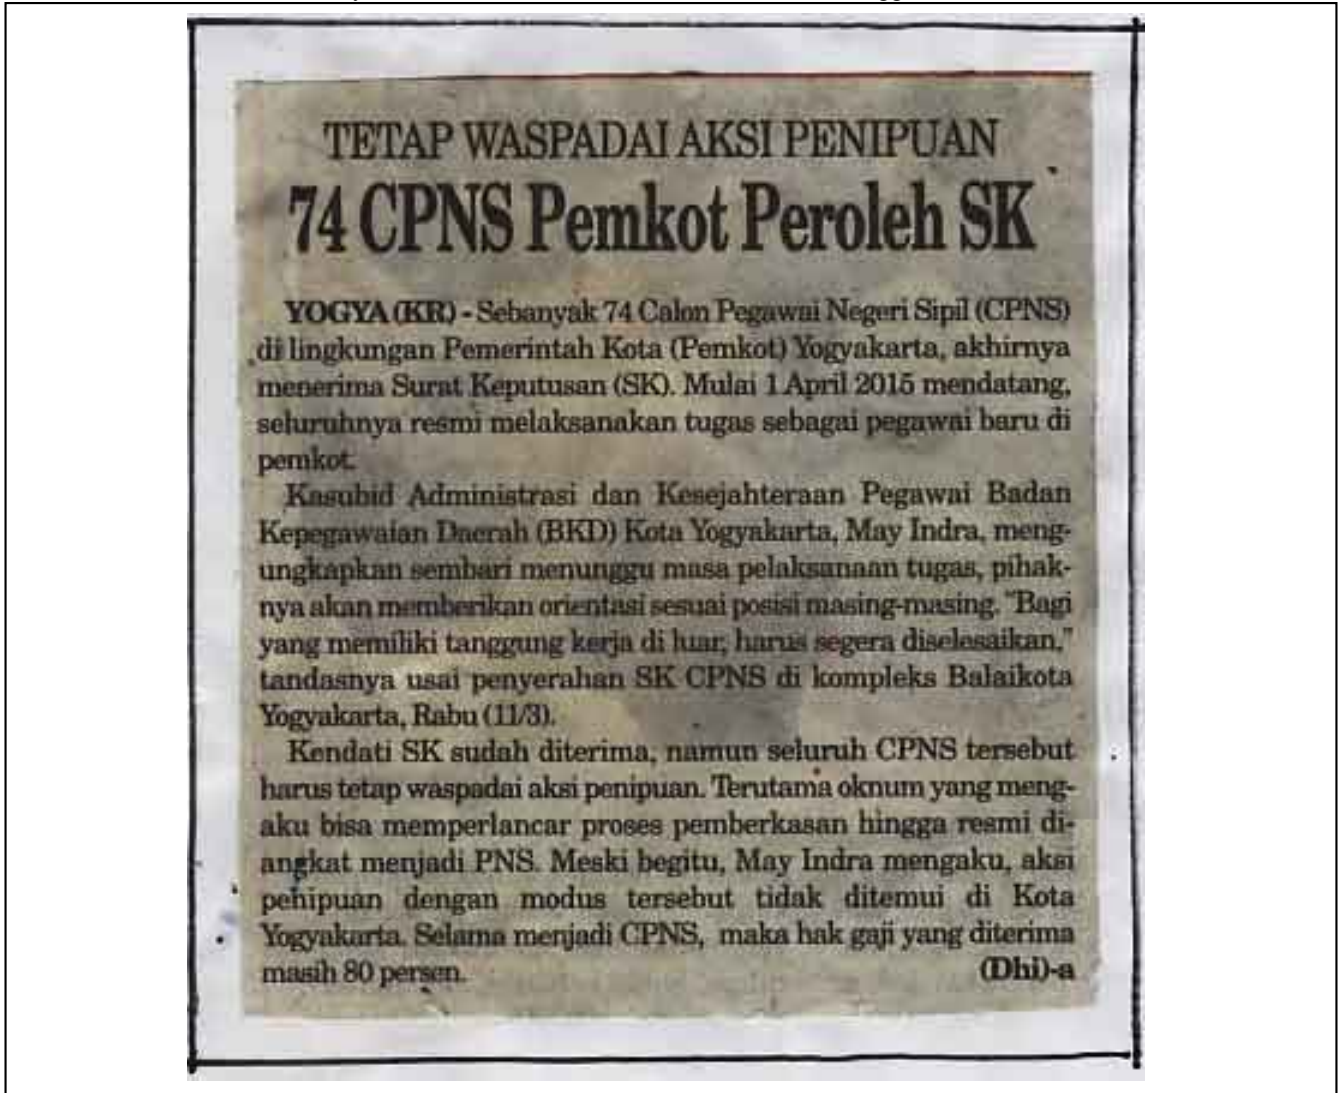 TETAP WASPADAI AKSI PENIPUAN
74 CPNS Pemkot Peroleh SK
YOGYA (KR) - Sebanyak 74 Calon Pegawai Negeri Sipil (CPNS)
di lingkungan Pemerintah Kota (Pemkot) Yogyakarta, akhirnya
menerima Surat Keputusan (SK). Mulai 1 April 2015 mendatang,
seluruhnya resmi melaksanakan tugas sebagai pegawai baru di
pemkot.
Kasubid Administrasi dan Kesejahteraan Pegawai Badan
Kepegawaian Daerah (BKD) Kota Yogyakarta, May Indra, meng-
ungkapkan sembari menunggu masa pelaksanaan tugas, pihak-
nya akan memberikan orientasi sesuai posisi masing-masing. "Bagi
yang memiliki tanggung kerja di luar, harus segera diselesaikan,"
tandasnya usai penyerahan SK CPNS di kompleks Balaikota
Yogyakarta, Rabu (11/3).
Kendati SK sudah diterima, namun seluruh CPNS tersebut
harus tetap waspadai aksi penipuan. Terutama oknum yang meng-
aku bisa memperlancar proses pemberkasan hingga resmi di-
angkat menjadi PNS. Meski begitu, May Indra mengaku, aksi
penipuan dengan modus tersebut tidak ditemui di Kota
Yogyakarta. Selama menjadi CPNS, maka hak gaji yang diterima
masih 80 persen. (Dhi)-a